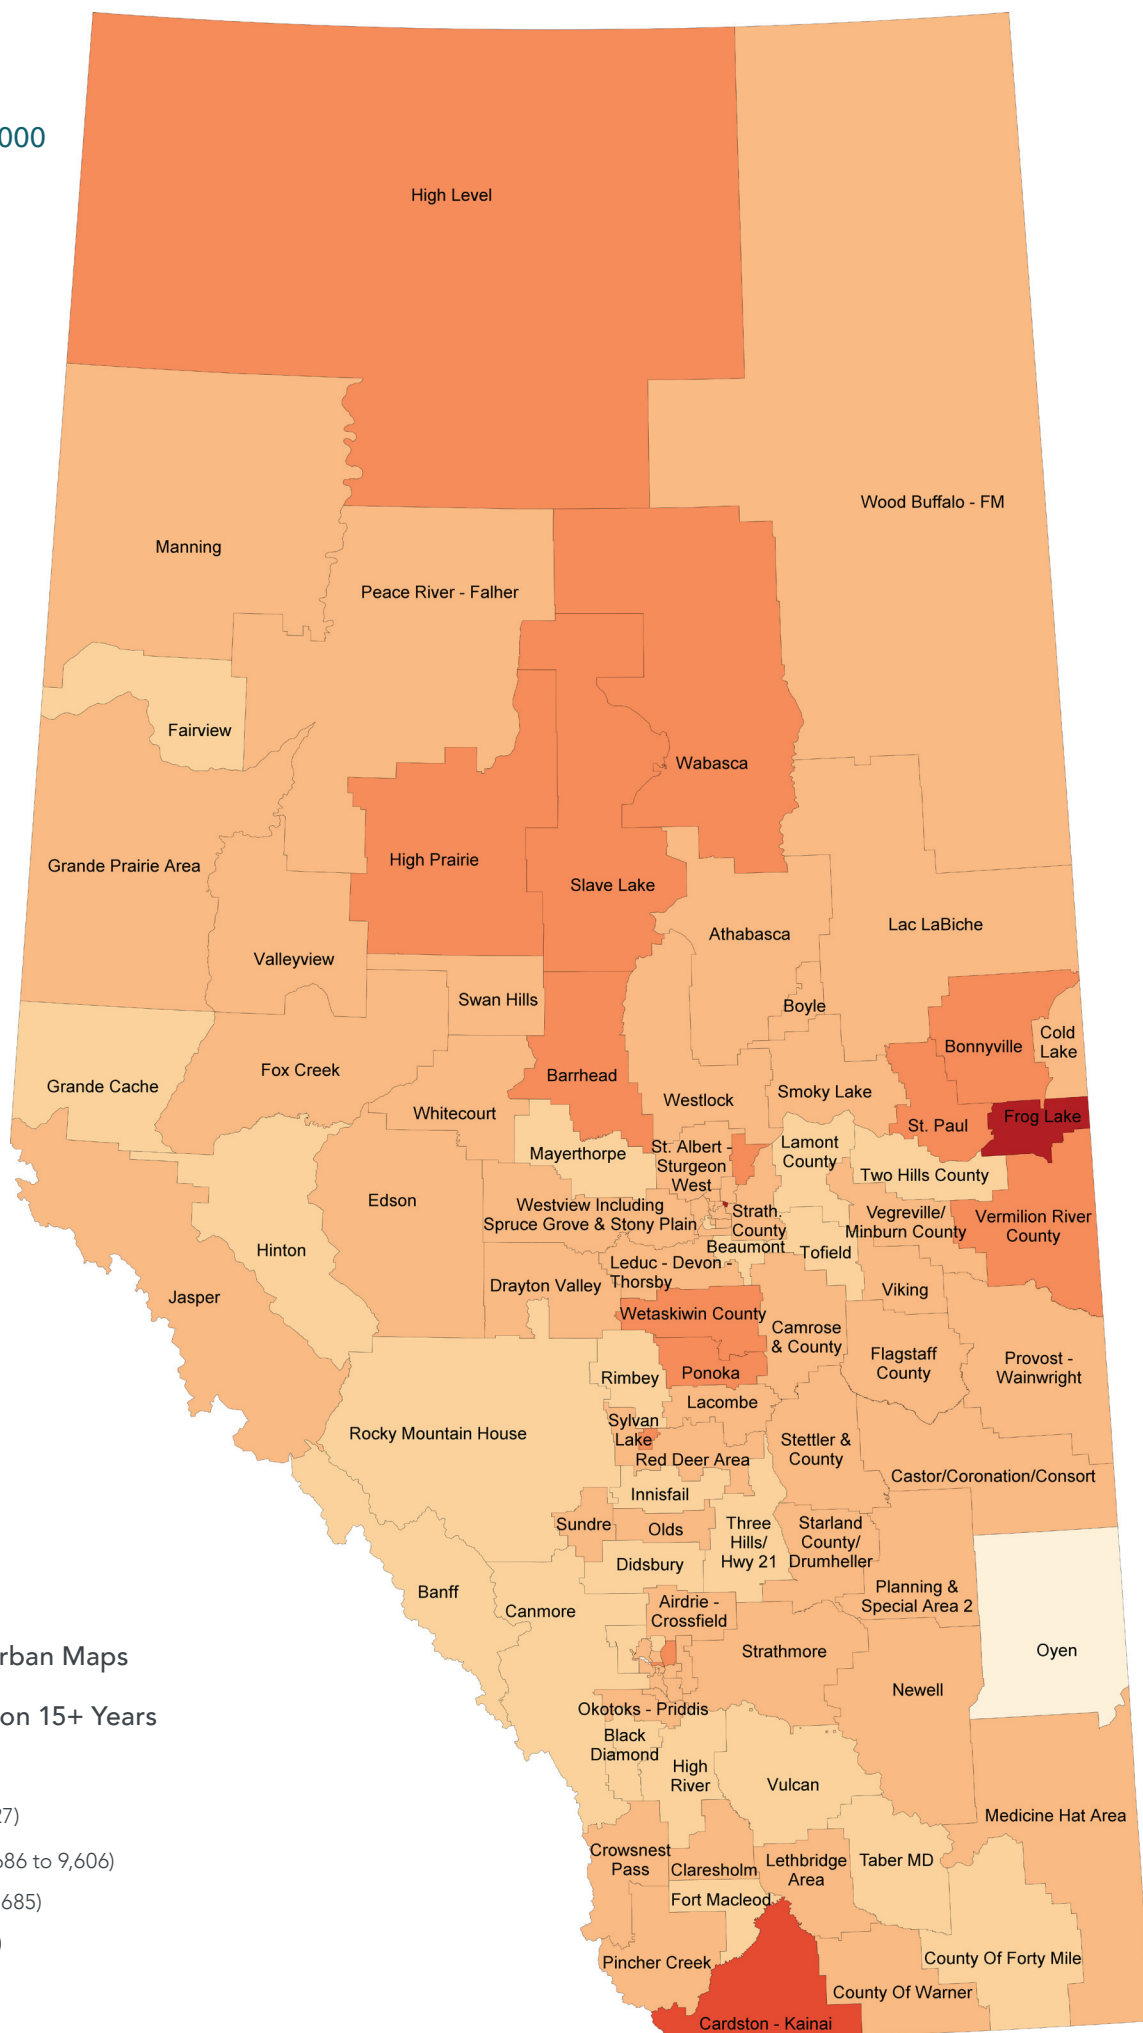 000
High Level
Wood Buffalo - FM
Manning
Peace River - Falher
Fairview
Wabasca
Grande Prairie Area
High Prairie
Slave Lake
Lac LaBiche
Athabasca
Valleyview
Swan Hills
Boyle
Cold
Lake
Bonnyville
Fox Creek
Barrhead
Grande Cache
Smoky Lake
Westlock
Whitecourt
Frog Lake
St. Paul
Mayerthorpe
St. Albert -
Sturgeon
West
Lamont
County
Two Hills County
Edson
Westview Including
Spruce Grove & Stony Plain
Strath.
County
Vegreville/
Minburn County
Vermilion River
County
Hinton
Beaumont
Tofield
Leduc - Devon -
Thorsby
Drayton Valley
Viking
Jasper
Wetaskiwin County
Camrose
& County
Flagstaff
County
Provost -
Wainwright
Rimbey
Ponoka
Lacombe
Sylvan
Lake
Rocky Mountain House
Stettler &
County
Red Deer Area
Castor/Coronation/Consort
Innisfail
Sundre
Olds
Three
Hills/
Hwy 21
Starland
County/
Drumheller
Didsbury
Banff
Planning &
Special Area 2
Canmore
Airdrie -
Crossfield
Strathmore
Oyen
rban Maps
Newell
on 15+ Years
Okotoks - Priddis
Black
Diamond
High
River
Vulcan
27)
Medicine Hat Area
686 to 9,606)
Crowsnest
Pass
Claresholm
Lethbridge
Area
Taber MD
685)
Fort Macleod
)
Pincher Creek
County Of Forty Mile
County Of Warner
Cardston - Kainai